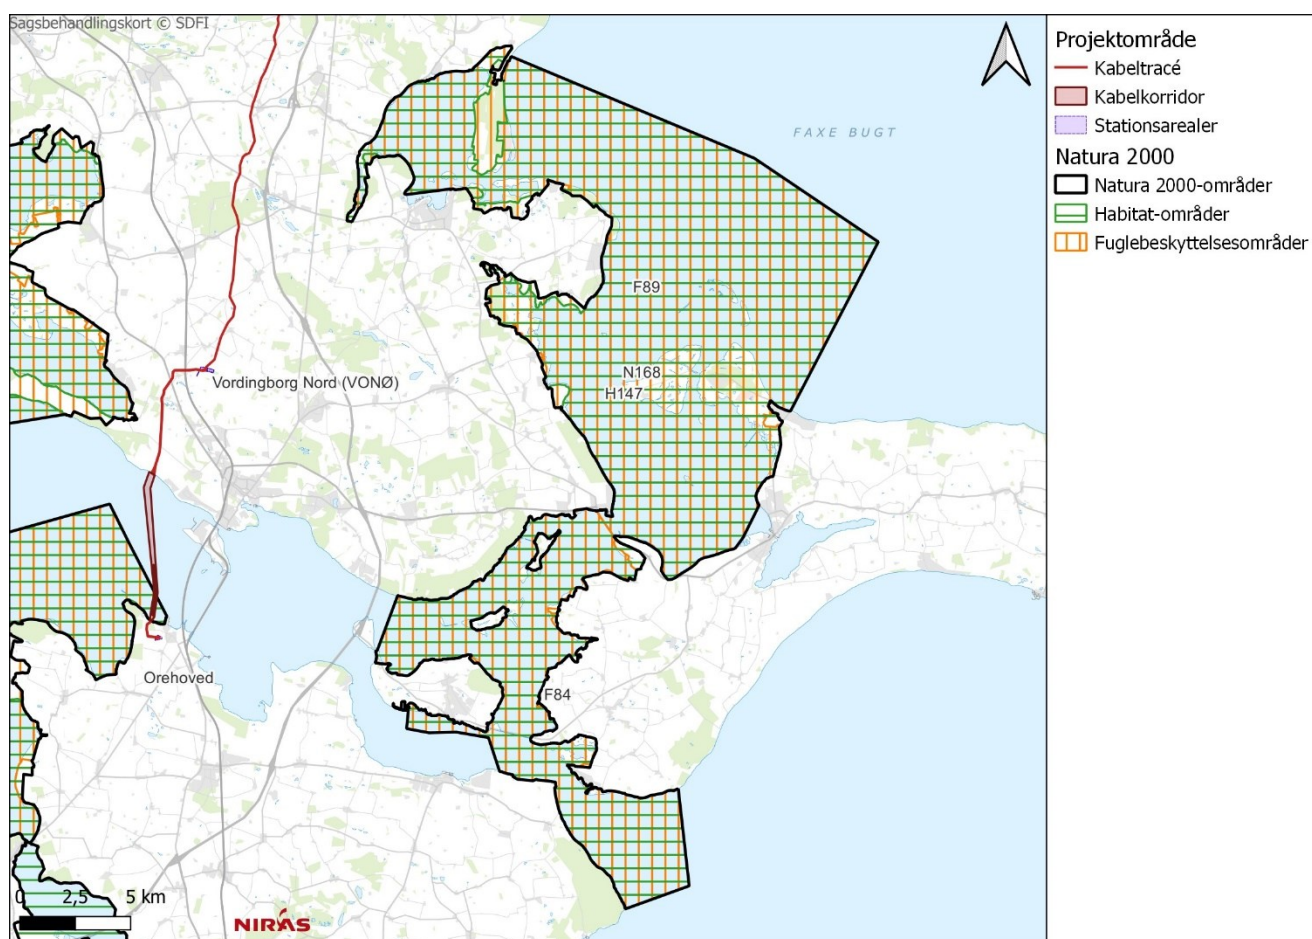 Sagsbehandlingskort © SDFI
FAXE BUGT
F89
N168
H147
Vordingborg Nord (VONØ)
Orehoved
F84
0 2,5 5 km
NIRAS
Projektområde
Kabeltracé
Kabelkorridor
Stationsarealer
Natura 2000
Natura 2000-områder
Habitat-områder
Fuglebeskyttelsesområder